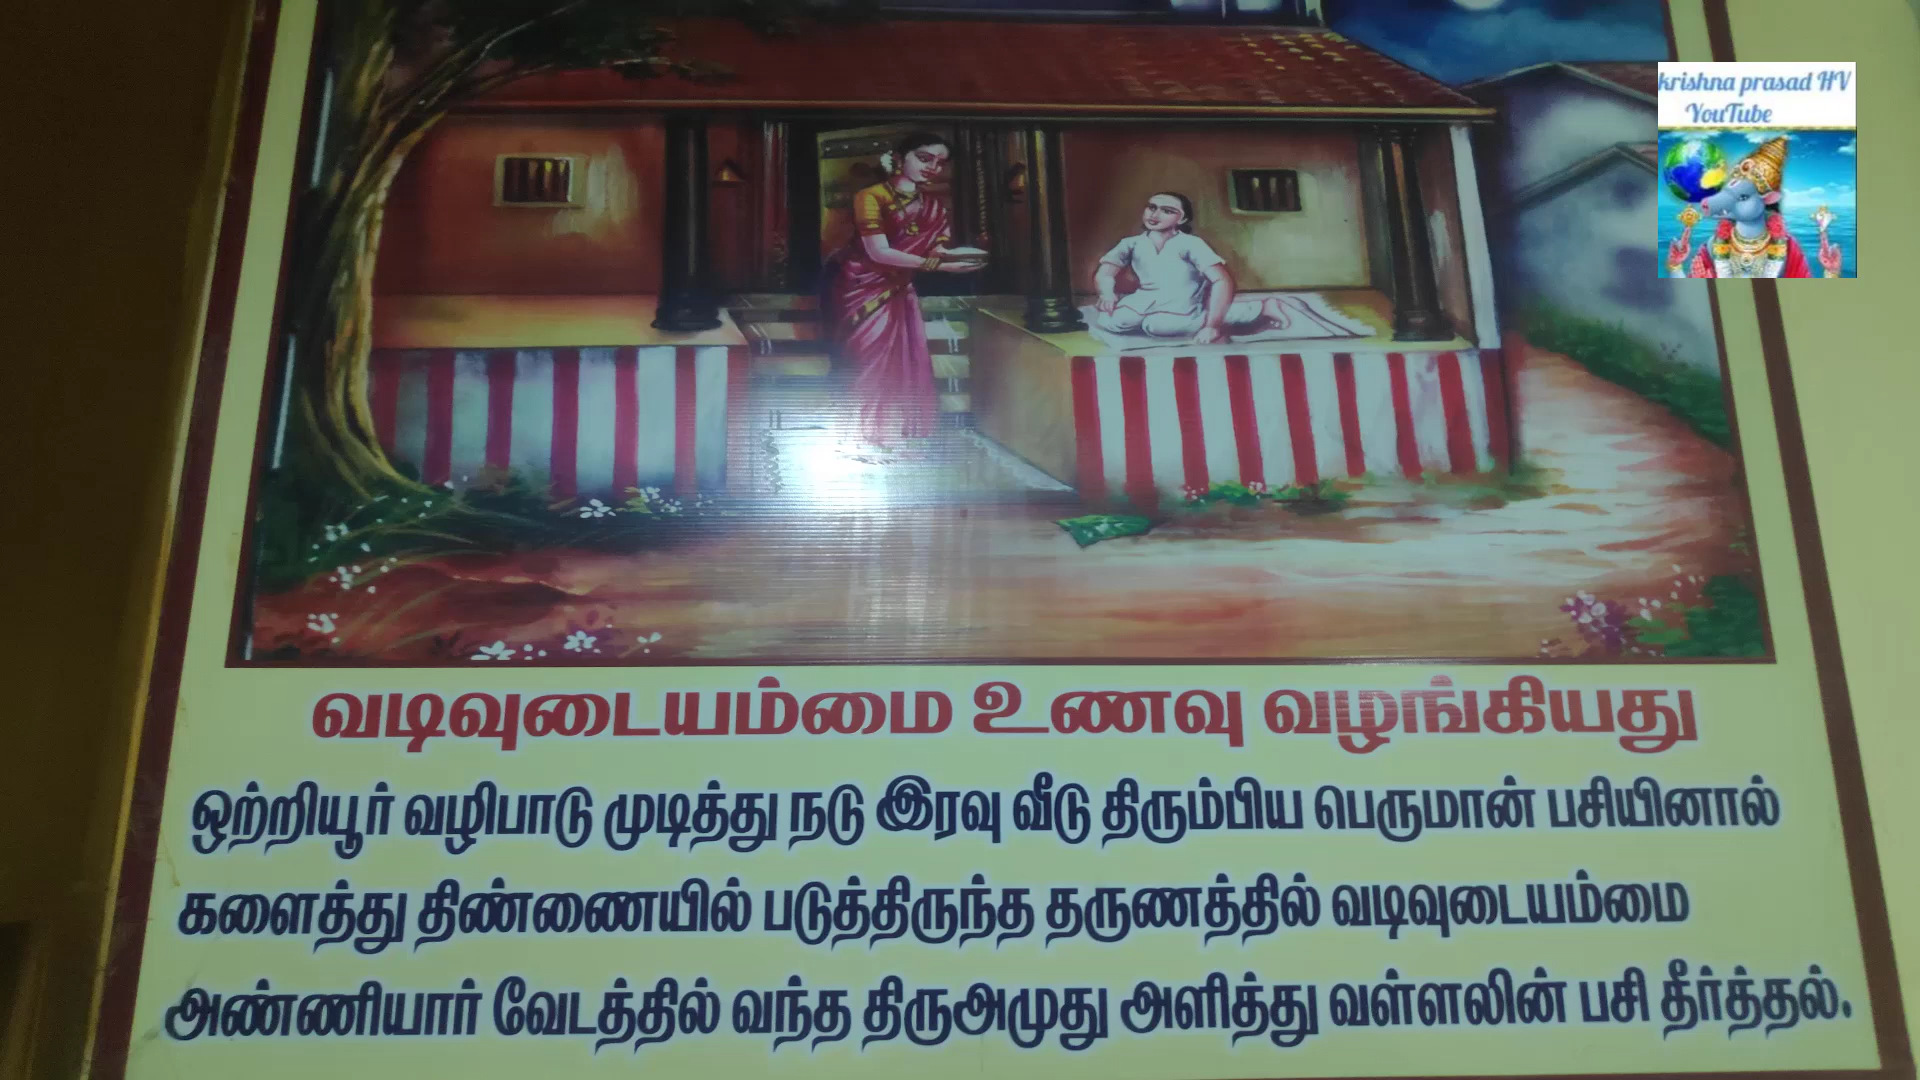 krishna prasad HV
YouTube
வடிவுடையம்மை உணவு வழங்கியது
ஒற்றியூர் வழிபாடு முடித்து நடு இரவு வீடு திரும்பிய பெருமான் பசியினால்
களைத்து திண்ணையில் படுத்திருந்த தருணத்தில் வடிவுடையம்மை
அண்ணியார் வேடத்தில் வந்த திருஅமுது அளித்து வள்ளலின் பசி தீர்த்தல்.